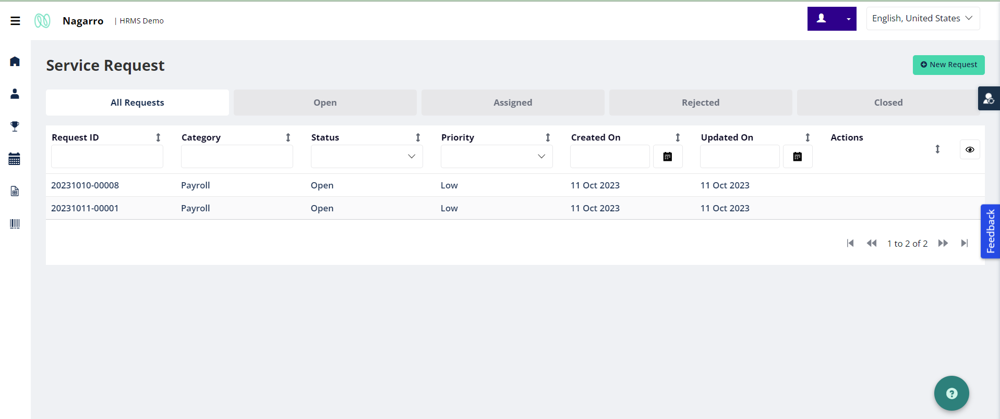 Nagarro | HRMS Demo
English, United States
Service Request
New Request
All Requests Open Assigned Rejected Closed
Request ID Category Status Priority Created On Updated On Actions
20231010-00008 Payroll Open Low 11 Oct 2023 11 Oct 2023
20231011-00001 Payroll Open Low 11 Oct 2023 11 Oct 2023
1 to 2 of 2
Feedback
?